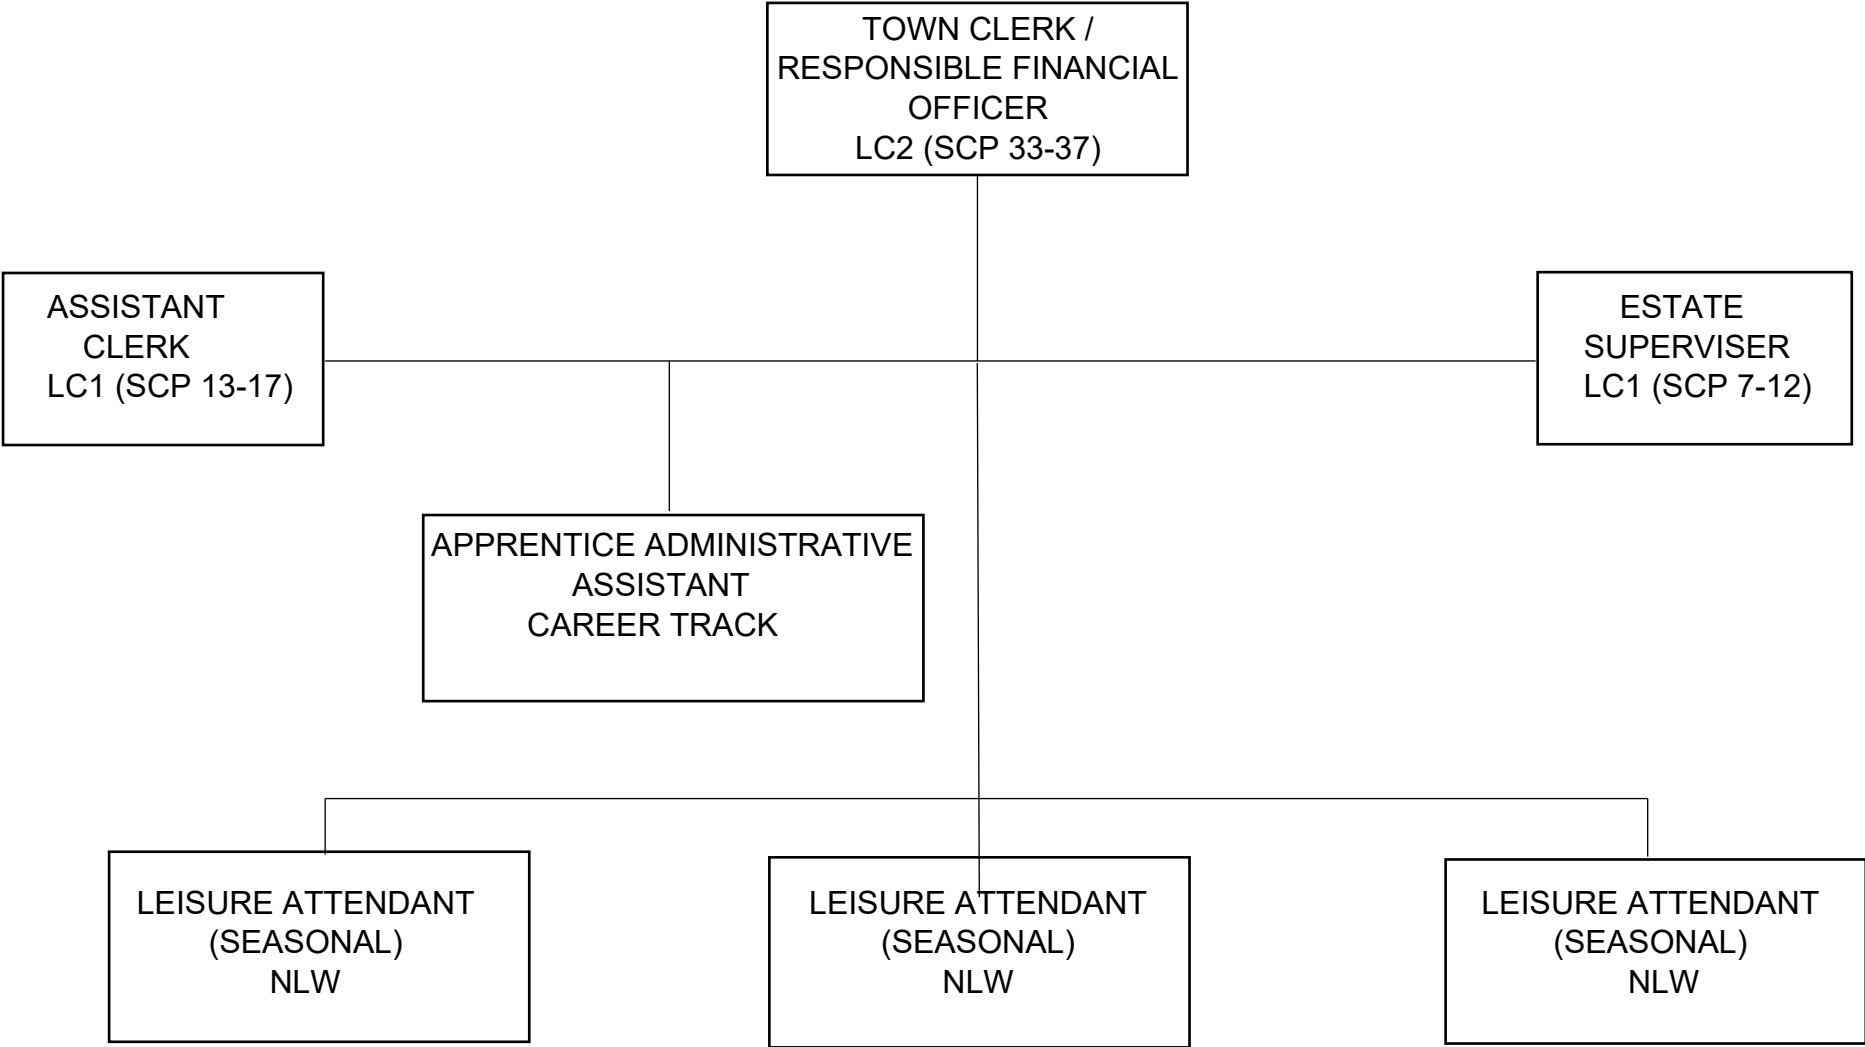 TOWN CLERK /
RESPONSIBLE FINANCIAL
OFFICER
LC2 (SCP 33-37)
ASSISTANT
CLERK
LC1 (SCP 13-17)
ESTATE
SUPERVISER
LC1 (SCP 7-12)
APPRENTICE ADMINISTRATIVE
ASSISTANT
CAREER TRACK
LEISURE ATTENDANT
(SEASONAL)
NLW
LEISURE ATTENDANT
(SEASONAL)
NLW
LEISURE ATTENDANT
(SEASONAL)
NLW